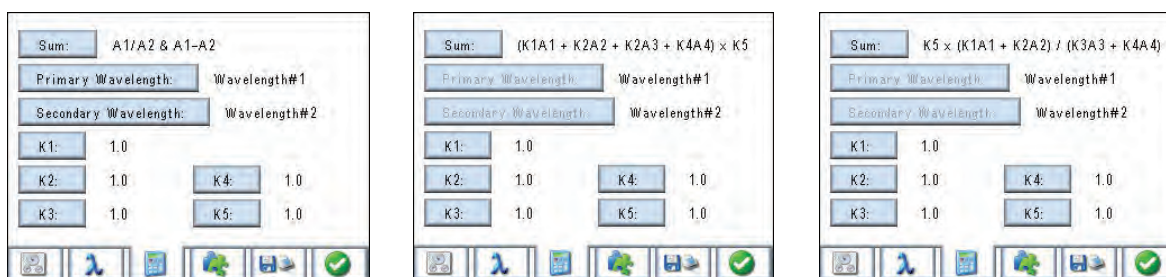 Sum: A1/A2 & A1–A2
Primary Wavelength: Wavelength#1
Secondary Wavelength: Wavelength#2
K1: 1.0
K2: 1.0 K4: 1.0
K3: 1.0 K5: 1.0
λ
Sum: (K1A1 + K2A2 + K2A3 + K4A4) x K5
Primary Wavelength: Wavelength#1
Secondary Wavelength: Wavelength#2
K1: 1.0
K2: 1.0 K4: 1.0
K3: 1.0 K5: 1.0
λ
Sum: K5 x (K1A1 + K2A2) / (K3A3 + K4A4)
Primary Wavelength: Wavelength#1
Secondary Wavelength: Wavelength#2
K1: 1.0
K2: 1.0 K4: 1.0
K3: 1.0 K5: 1.0
λ